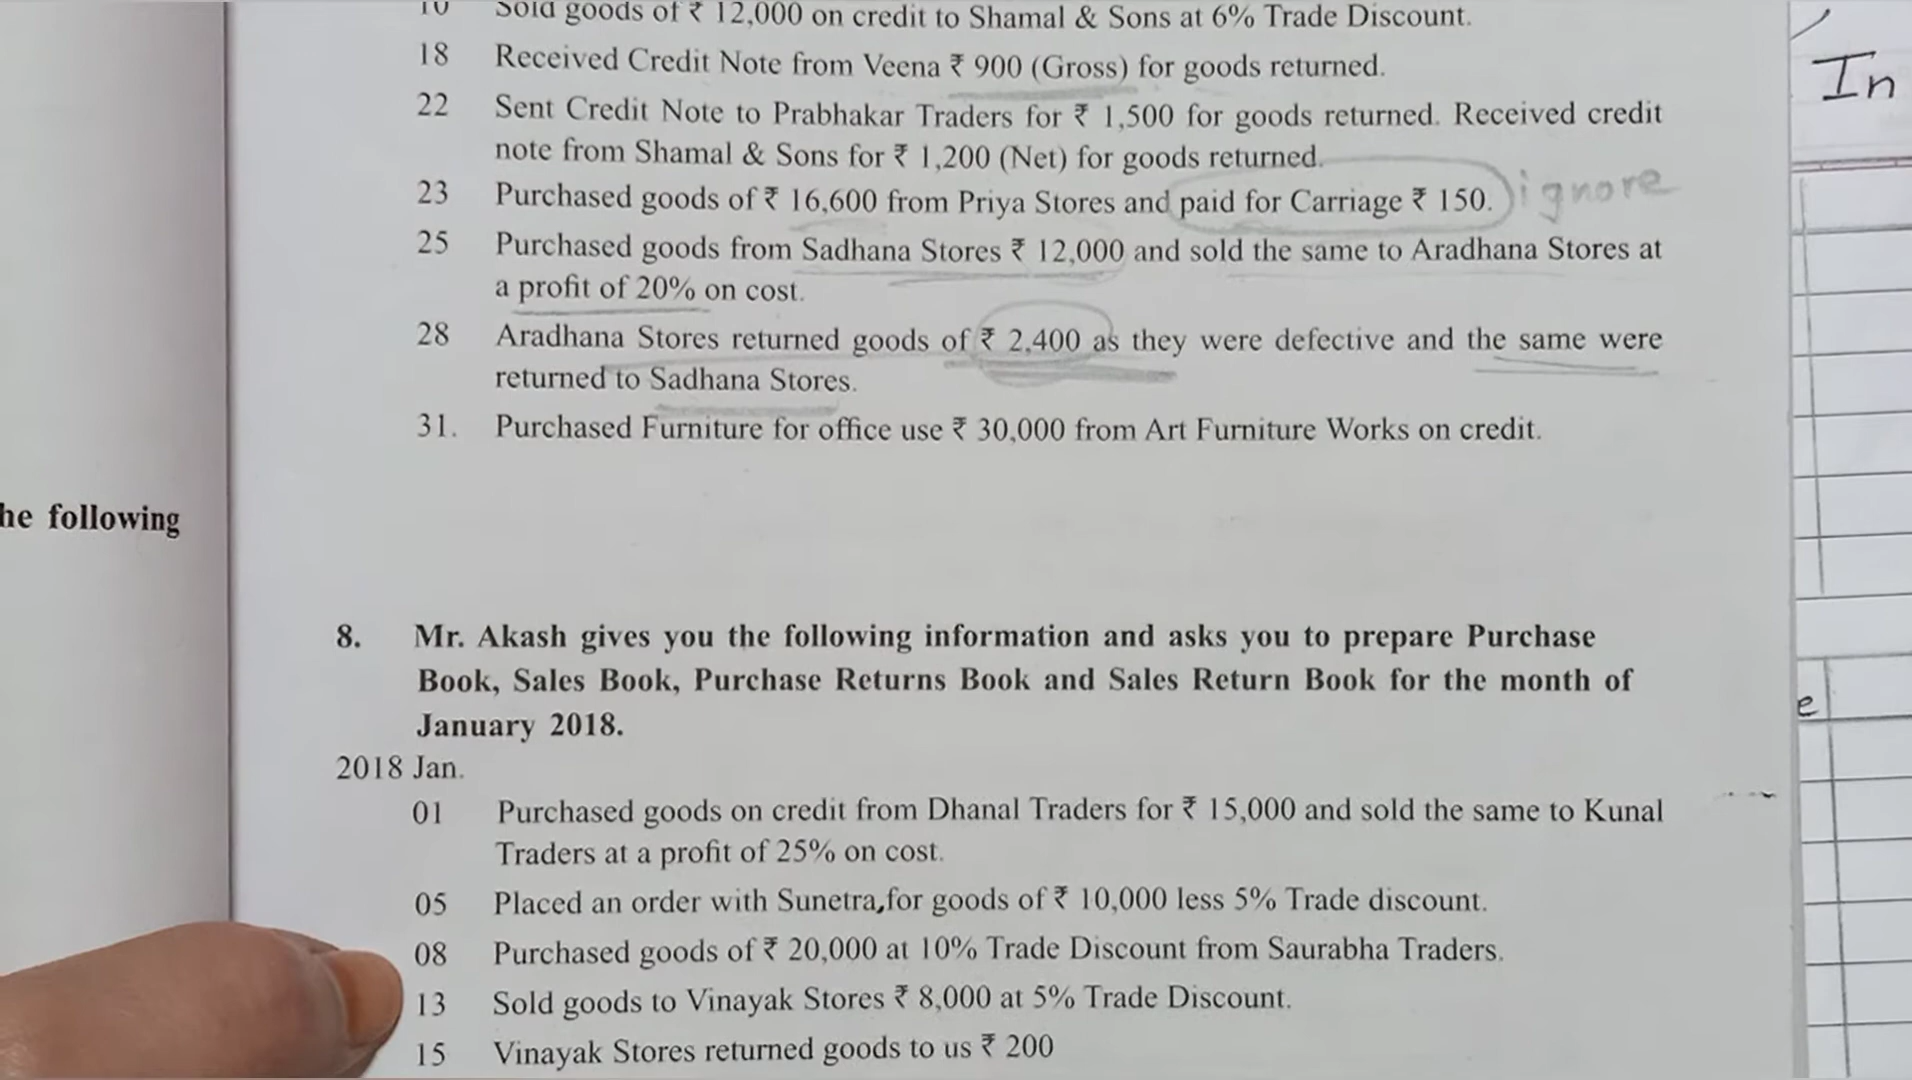 10 Sold goods of ₹ 12,000 on credit to Shamal & Sons at 6% Trade Discount.
18 Received Credit Note from Veena ₹ 900 (Gross) for goods returned.
22 Sent Credit Note to Prabhakar Traders for ₹ 1,500 for goods returned. Received credit
note from Shamal & Sons for ₹ 1,200 (Net) for goods returned.
23 Purchased goods of ₹ 16,600 from Priya Stores and paid for Carriage ₹ 150. ignore
25 Purchased goods from Sadhana Stores ₹ 12,000 and sold the same to Aradhana Stores at
a profit of 20% on cost.
28 Aradhana Stores returned goods of ₹ 2,400 as they were defective and the same were
returned to Sadhana Stores.
31. Purchased Furniture for office use ₹ 30,000 from Art Furniture Works on credit.
he following
8. Mr. Akash gives you the following information and asks you to prepare Purchase
Book, Sales Book, Purchase Returns Book and Sales Return Book for the month of
January 2018.
2018 Jan.
01 Purchased goods on credit from Dhanal Traders for ₹ 15,000 and sold the same to Kunal
Traders at a profit of 25% on cost.
05 Placed an order with Sunetra,for goods of ₹ 10,000 less 5% Trade discount.
08 Purchased goods of ₹ 20,000 at 10% Trade Discount from Saurabha Traders.
13 Sold goods to Vinayak Stores ₹ 8,000 at 5% Trade Discount.
15 Vinayak Stores returned goods to us ₹ 200
In
e